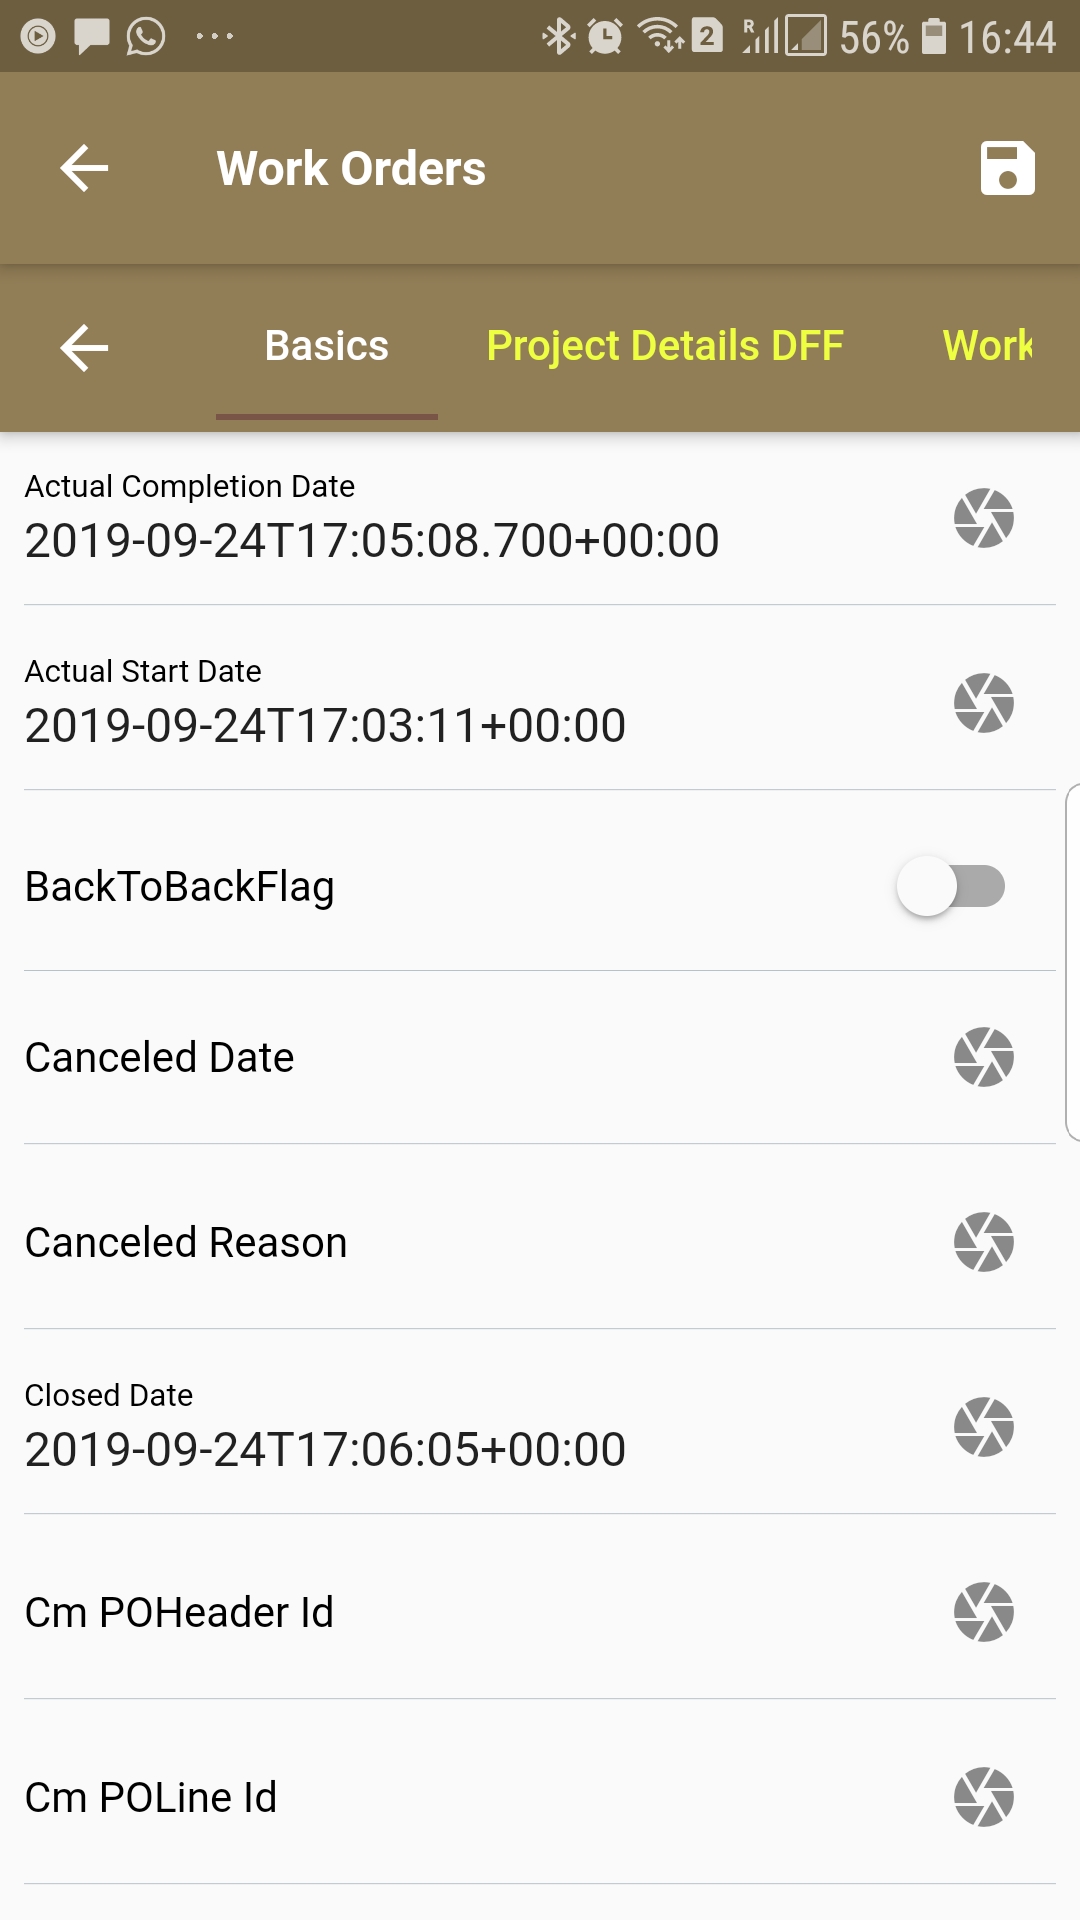 2 R 56% 16:44
Work Orders
Basics Project Details DFF Work
Actual Completion Date
2019-09-24T17:05:08.700+00:00
Actual Start Date
2019-09-24T17:03:11+00:00
BackToBackFlag
Canceled Date
Canceled Reason
Closed Date
2019-09-24T17:06:05+00:00
Cm POHeader Id
Cm POLine Id